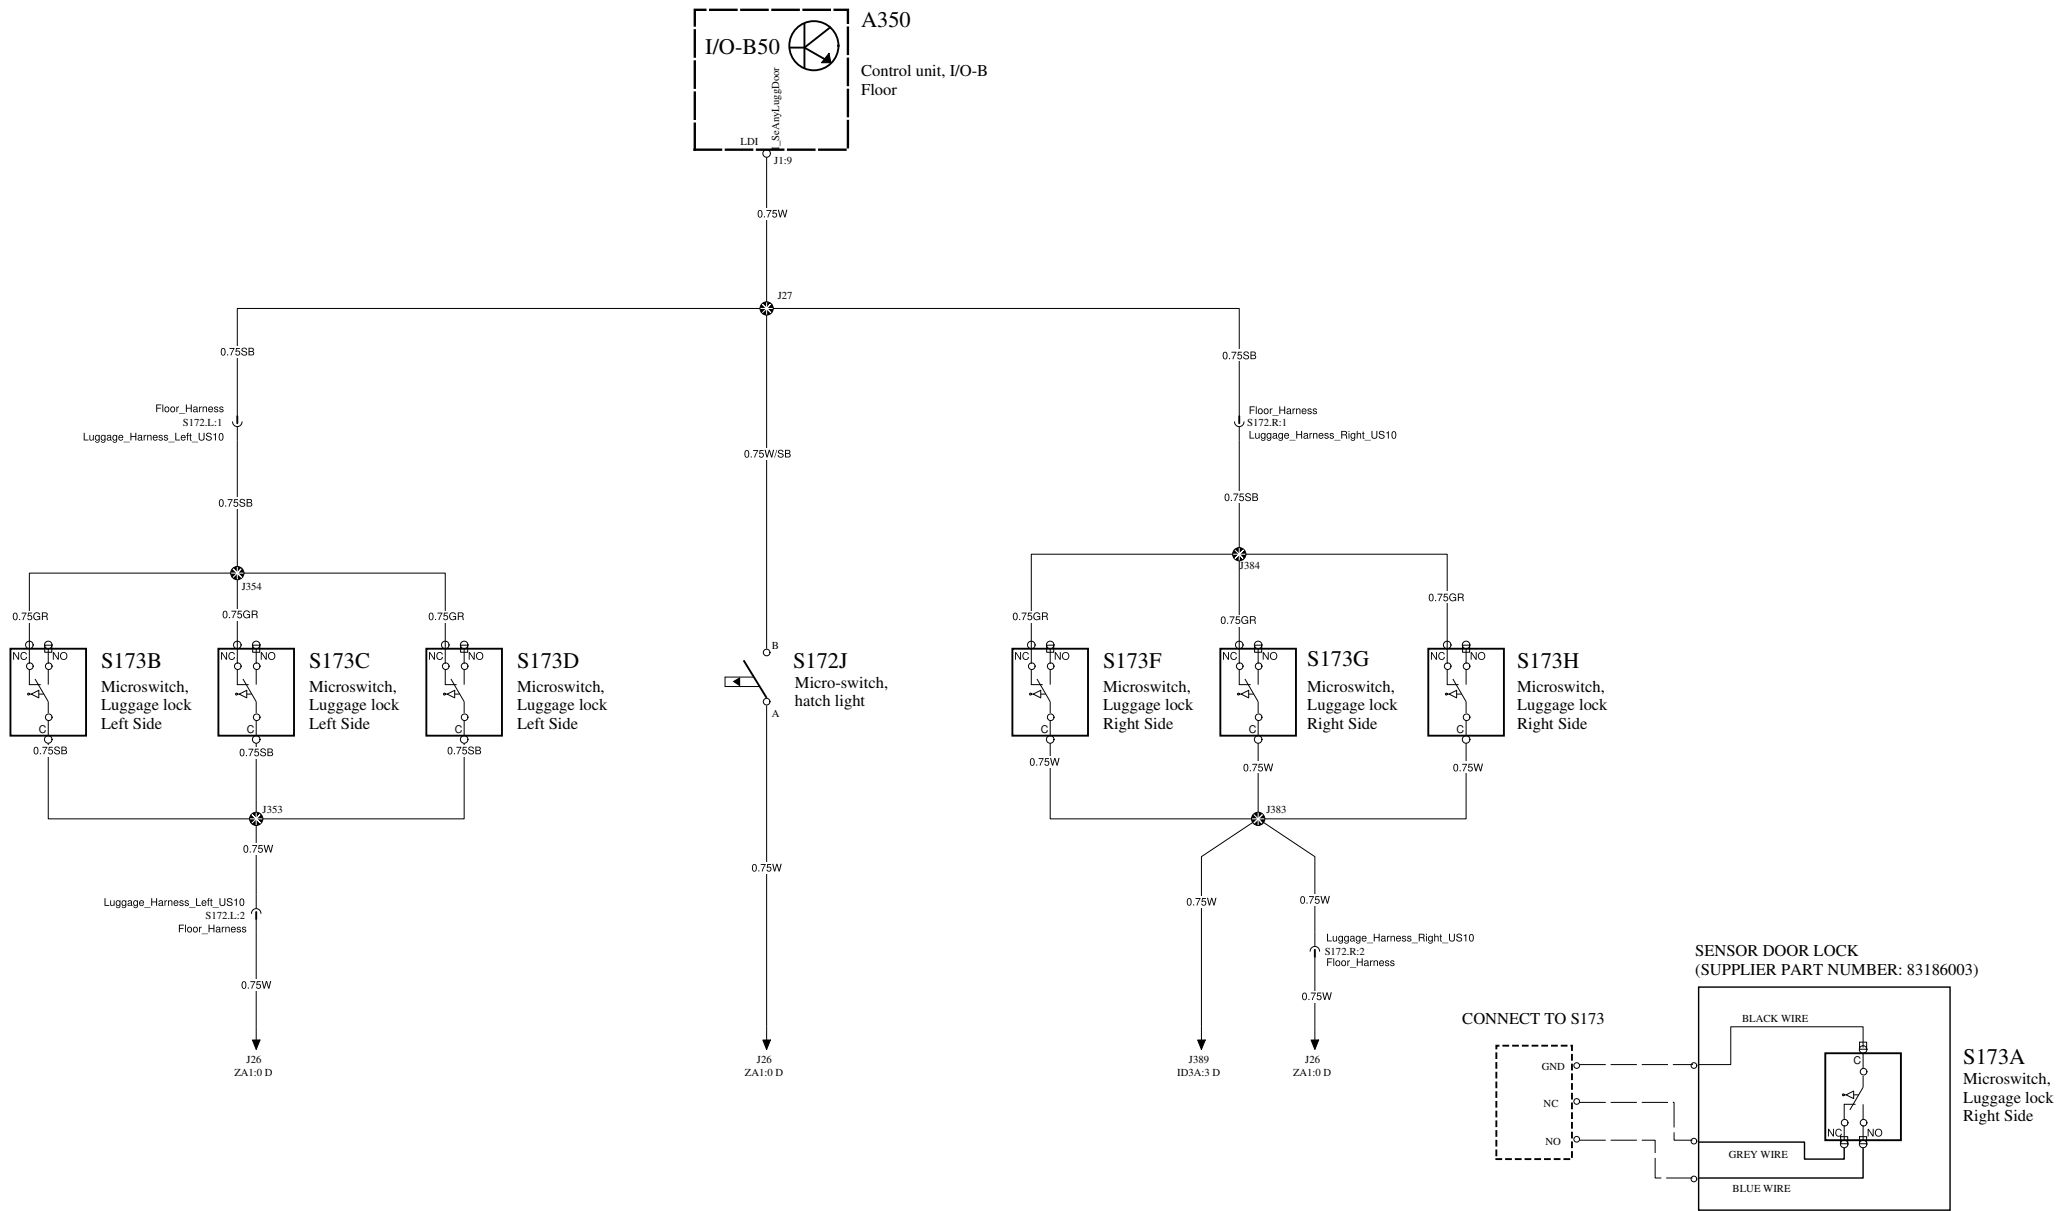 A350
I/O-B50
Control unit, I/O-B
Floor
I_SeAnyLuggDoor
LDI
J1:9
0.75W
J27
0.75SB
0.75SB
Floor_Harness
S172.L:1
Luggage_Harness_Left_US10
Floor_Harness
S172.R:1
Luggage_Harness_Right_US10
0.75W/SB
0.75SB
0.75SB
J354
J384
0.75GR
0.75GR
0.75GR
0.75GR
0.75GR
0.75GR
NC
NO
C
S173B
Microswitch,
Luggage lock
Left Side
NC
NO
C
S173C
Microswitch,
Luggage lock
Left Side
NC
NO
C
S173D
Microswitch,
Luggage lock
Left Side
B
A
S172J
Micro-switch,
hatch light
NC
NO
C
S173F
Microswitch,
Luggage lock
Right Side
NC
NO
C
S173G
Microswitch,
Luggage lock
Right Side
NC
NO
C
S173H
Microswitch,
Luggage lock
Right Side
0.75SB
0.75SB
0.75SB
0.75W
0.75W
0.75W
J353
J383
0.75W
0.75W
0.75W
0.75W
Luggage_Harness_Left_US10
S172.L:2
Floor_Harness
Luggage_Harness_Right_US10
S172.R:2
Floor_Harness
0.75W
0.75W
J26
ZA1:0 D
J26
ZA1:0 D
J389
ID3A:3 D
J26
ZA1:0 D
SENSOR DOOR LOCK
(SUPPLIER PART NUMBER: 83186003)
CONNECT TO S173
GND
NC
NO
BLACK WIRE
GREY WIRE
BLUE WIRE
C
NC
NO
S173A
Microswitch,
Luggage lock
Right Side